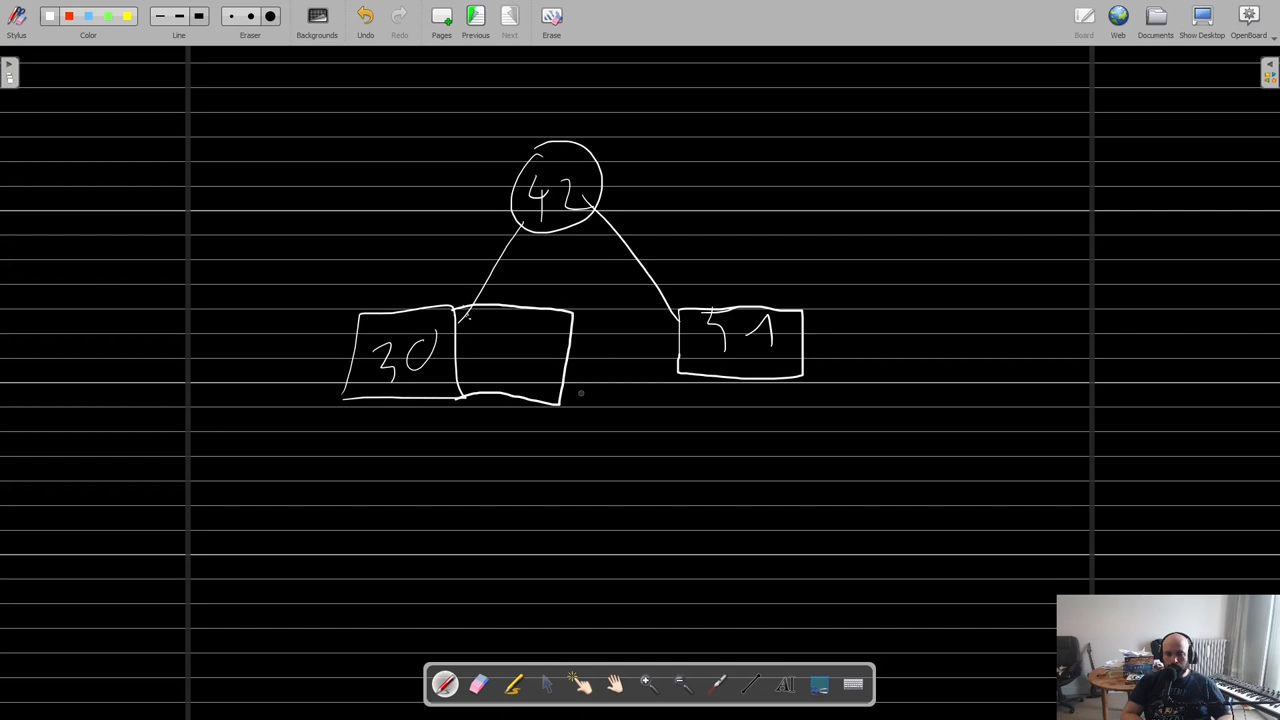 Stylus
Color
Line
Eraser
Backgrounds
Undo
Redo
Pages
Previous
Next
Erase
Board
Web
Documents
Show Desktop
OpenBoard
42
30
51
AI